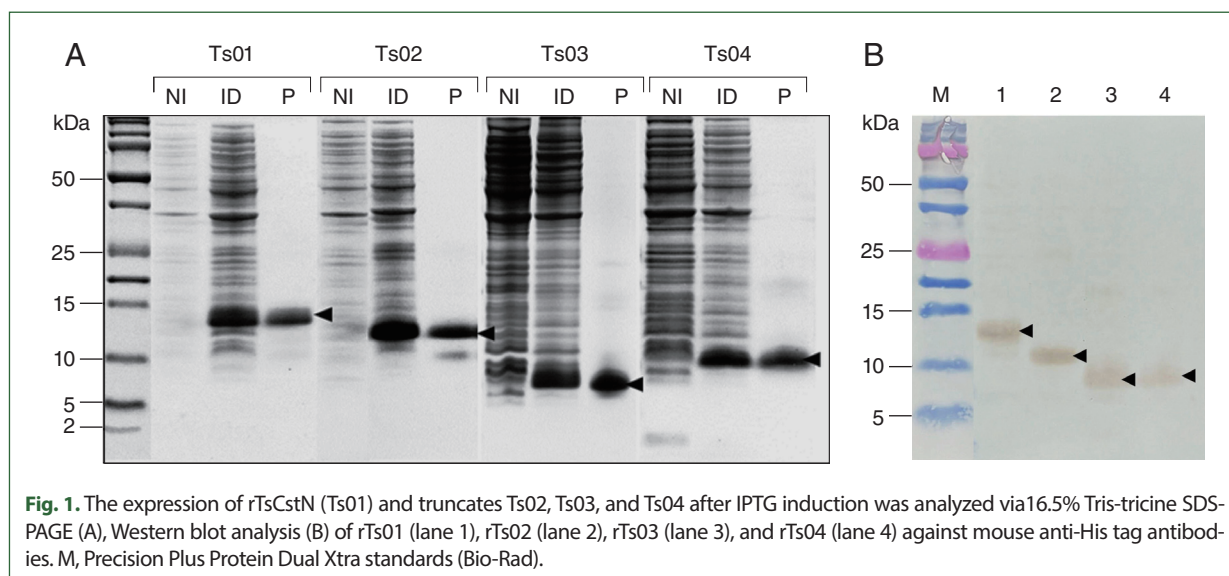 A
Ts01 Ts02 Ts03 Ts04
NI ID P NI ID P NI ID P NI ID P
kDa
50
25
15
10
5
2
B
M 1 2 3 4
kDa
50
25
15
10
5
Fig. 1. The expression of rTsCstN (Ts01) and truncates Ts02, Ts03, and Ts04 after IPTG induction was analyzed via16.5% Tris-tricine SDS-
PAGE (A), Western blot analysis (B) of rTs01 (lane 1), rTs02 (lane 2), rTs03 (lane 3), and rTs04 (lane 4) against mouse anti-His tag antibod-
ies. M, Precision Plus Protein Dual Xtra standards (Bio-Rad).